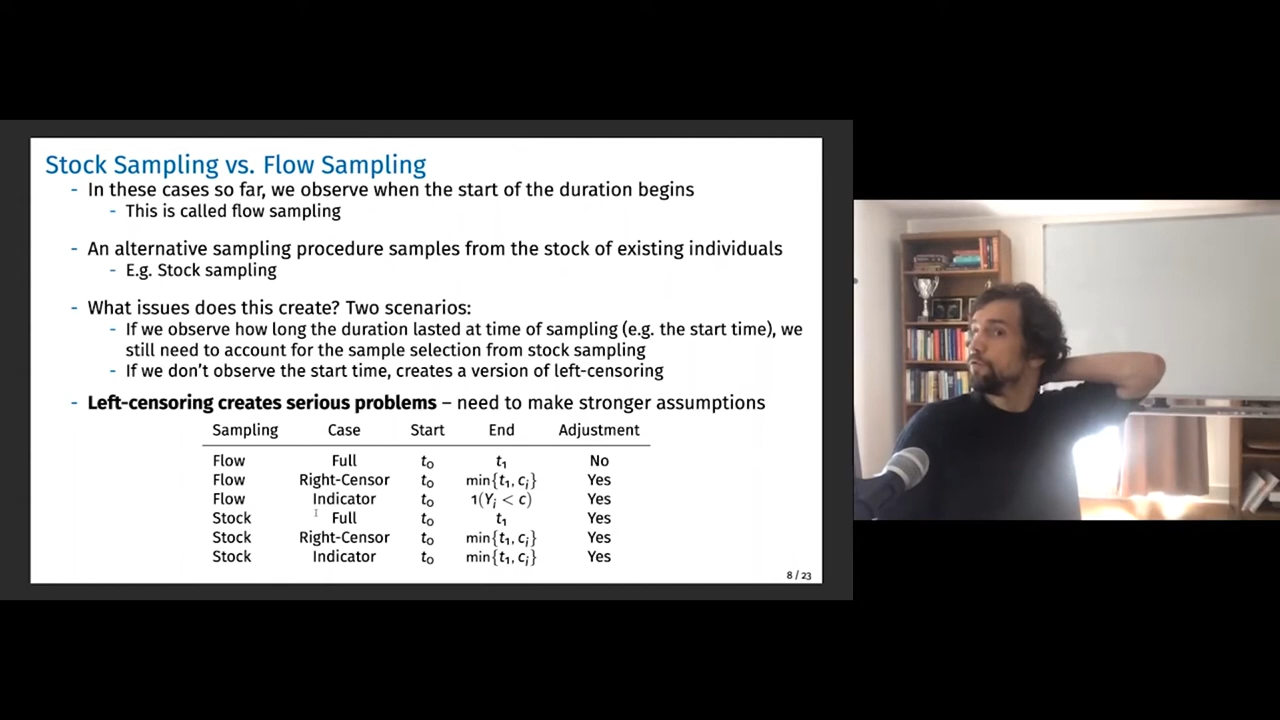 Stock Sampling vs. Flow Sampling
- In these cases so far, we observe when the start of the duration begins
- This is called flow sampling
- An alternative sampling procedure samples from the stock of existing individuals
- E.g. Stock sampling
- What issues does this create? Two scenarios:
- If we observe how long the duration lasted at time of sampling (e.g. the start time), we
still need to account for the sample selection from stock sampling
- If we don't observe the start time, creates a version of left-censoring
- Left-censoring creates serious problems – need to make stronger assumptions
Sampling Case Start End Adjustment
Flow Full t₀ t₁ No
Flow Right-Censor t₀ min{t₁, cᵢ} Yes
Flow Indicator t₀ 1(Yᵢ < c) Yes
Stock Full t₀ t₁ Yes
Stock Right-Censor t₀ min{t₁, cᵢ} Yes
Stock Indicator t₀ min{t₁, cᵢ} Yes
8 / 23